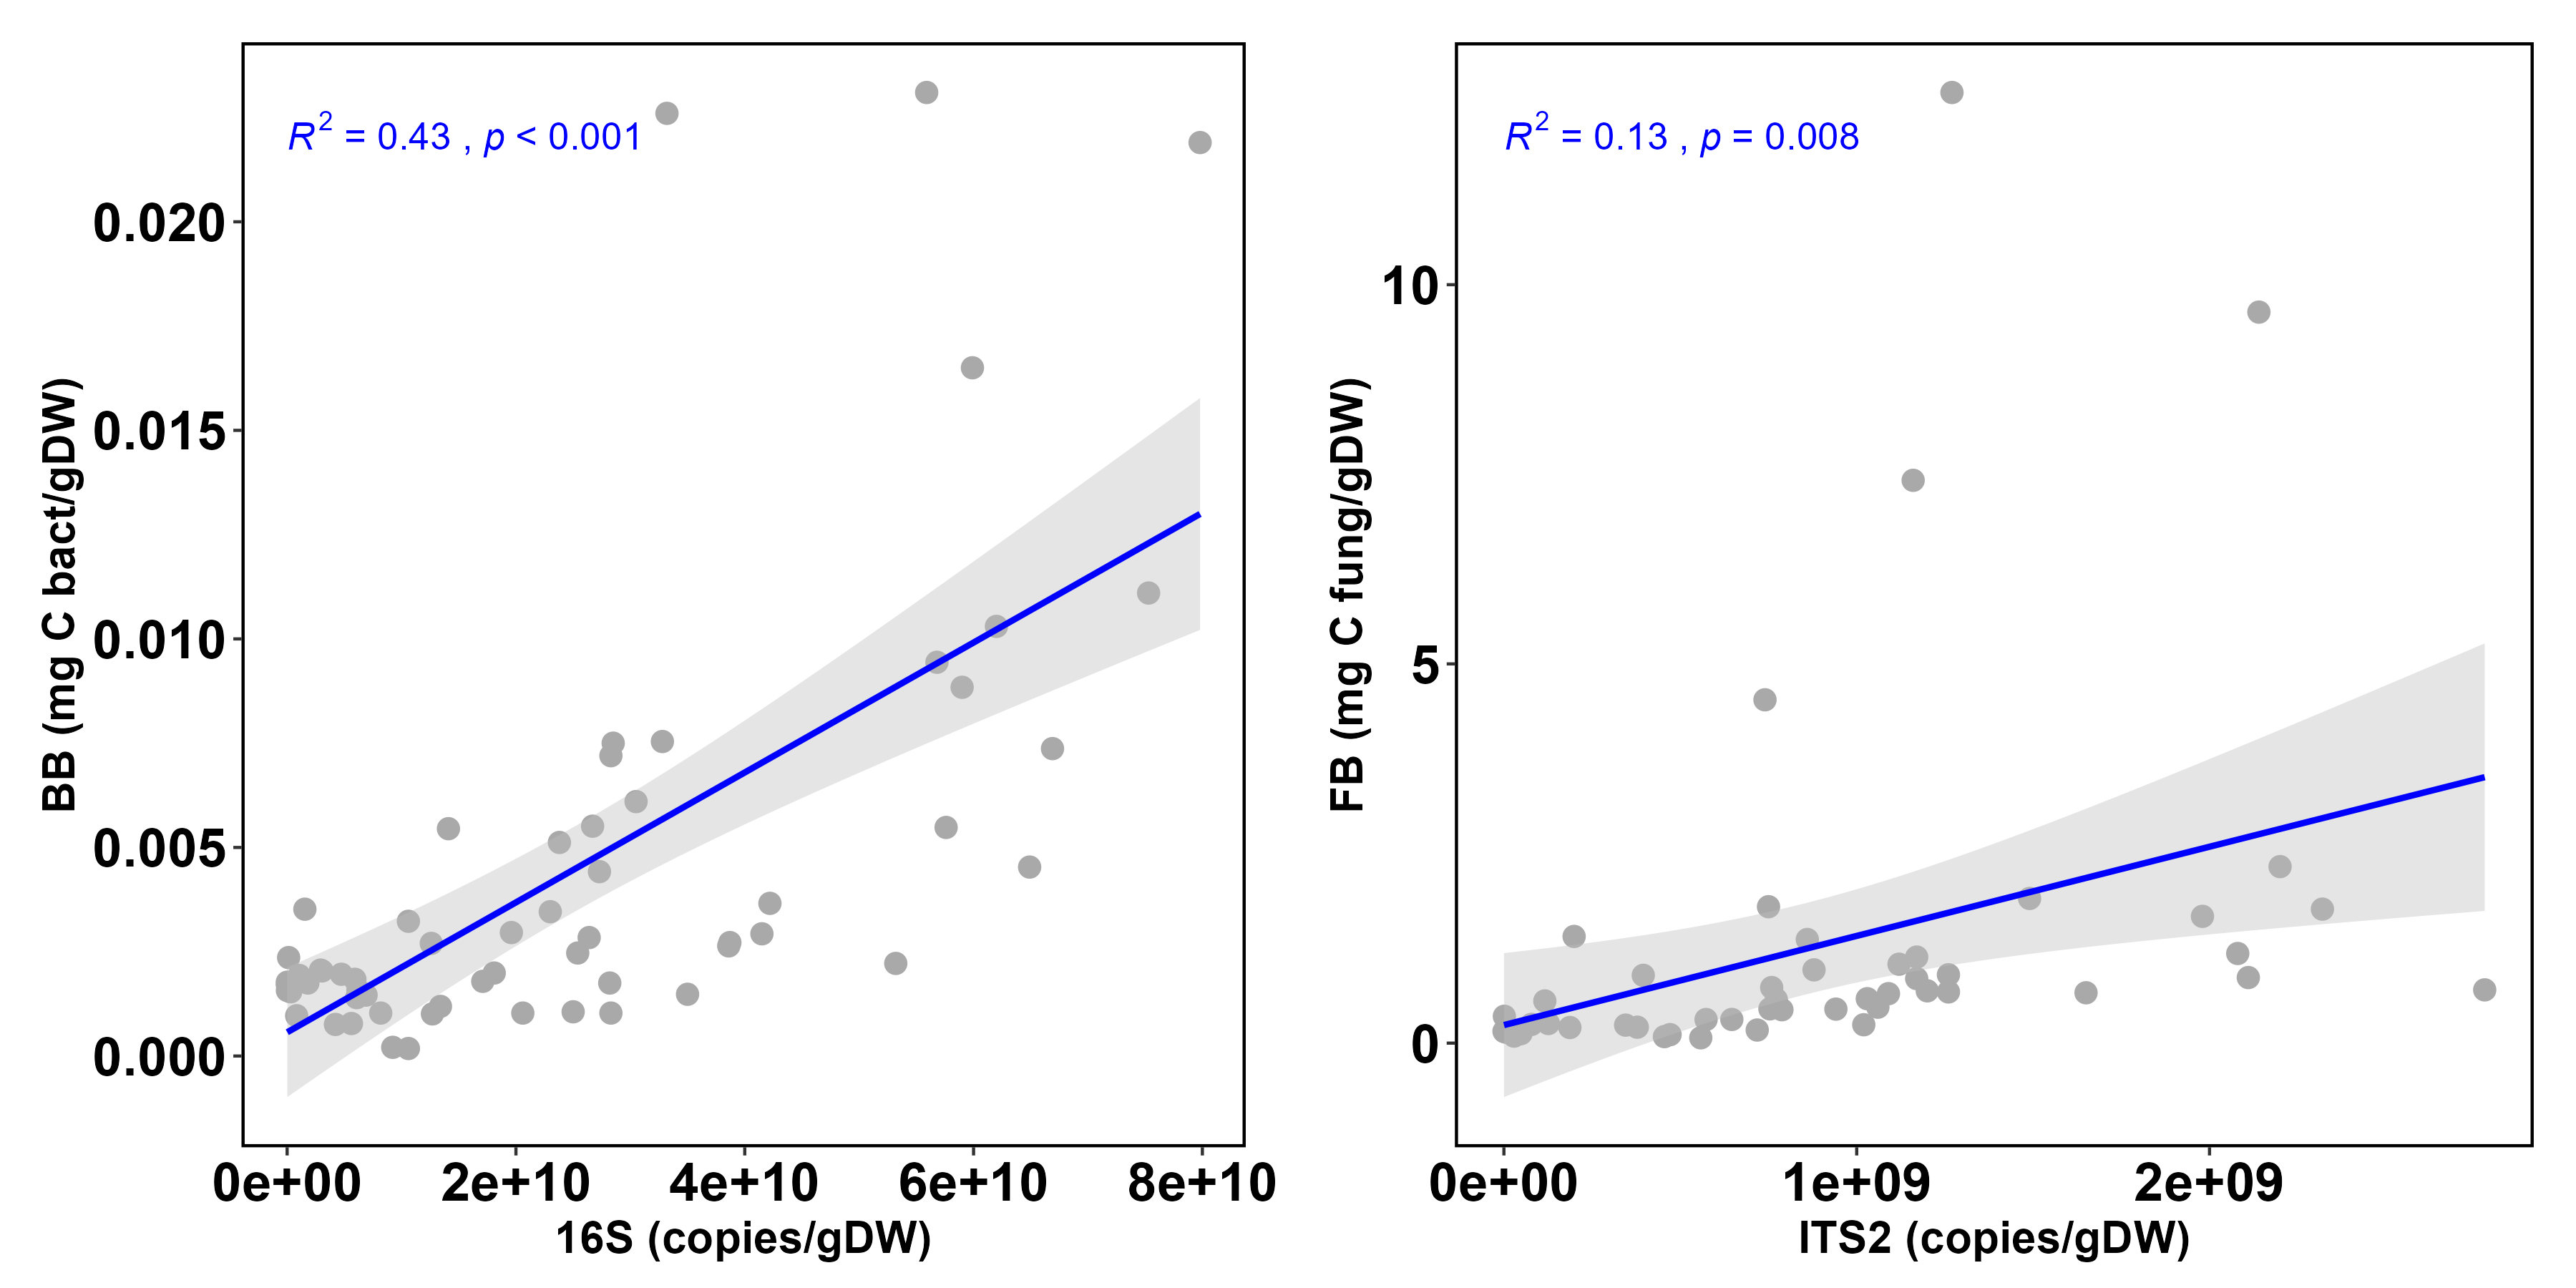 R² = 0.43 , p < 0.001
BB (mg C bact/gDW)
0.020
0.015
0.010
0.005
0.000
0e+00 2e+10 4e+10 6e+10 8e+10
16S (copies/gDW)
R² = 0.13 , p = 0.008
FB (mg C fung/gDW)
10
5
0
0e+00 1e+09 2e+09
ITS2 (copies/gDW)